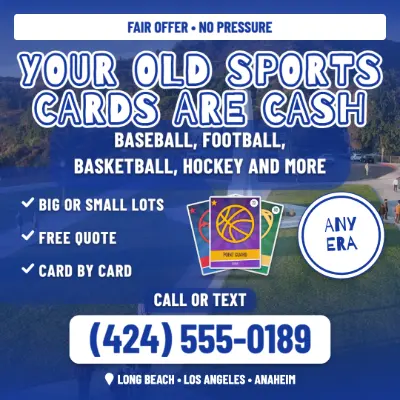 FAIR OFFER • NO PRESSURE
YOUR OLD SPORTS
CARDS ARE CASH
BASEBALL, FOOTBALL,
BASKETBALL, HOCKEY AND MORE
BIG OR SMALL LOTS
FREE QUOTE
CARD BY CARD
POINT GUARD
ANY
ERA
CALL OR TEXT
(424) 555-0189
LONG BEACH • LOS ANGELES • ANAHEIM